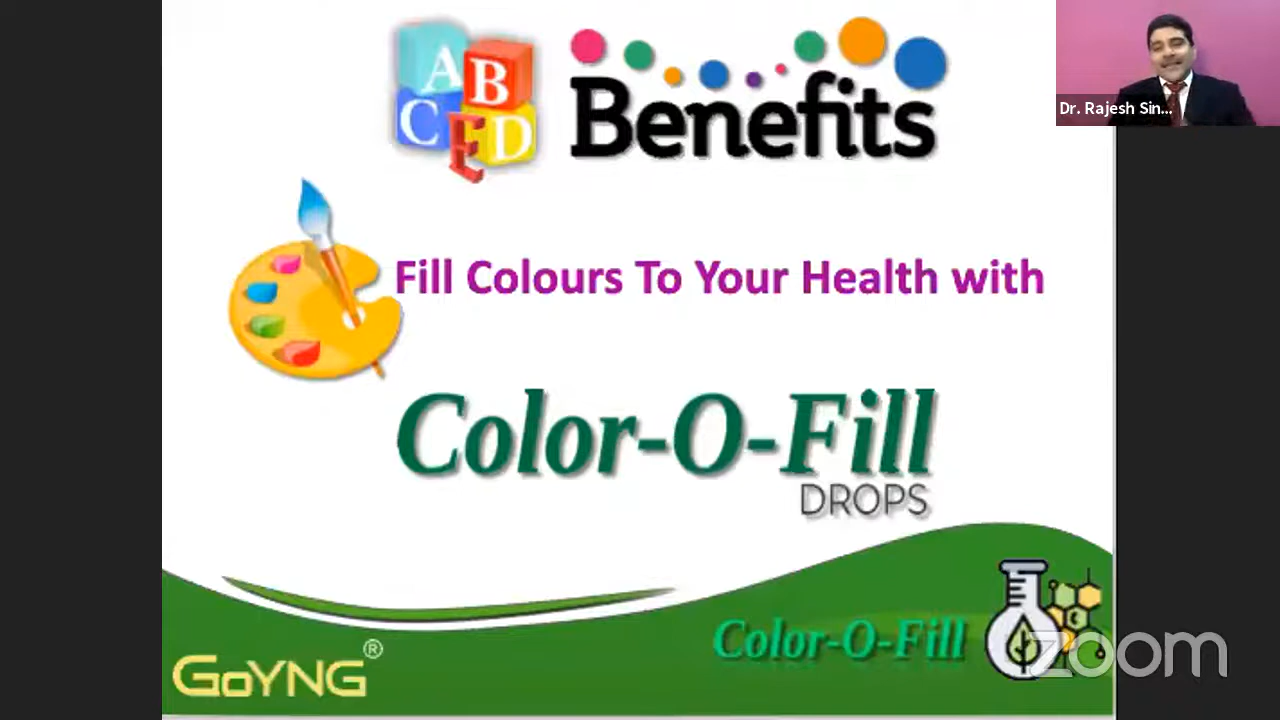 A B
C E D
Benefits
Dr. Rajesh Sin...
Fill Colours To Your Health with
Color-O-Fill
DROPS
Color-O-Fill
GoYNG®
zoom